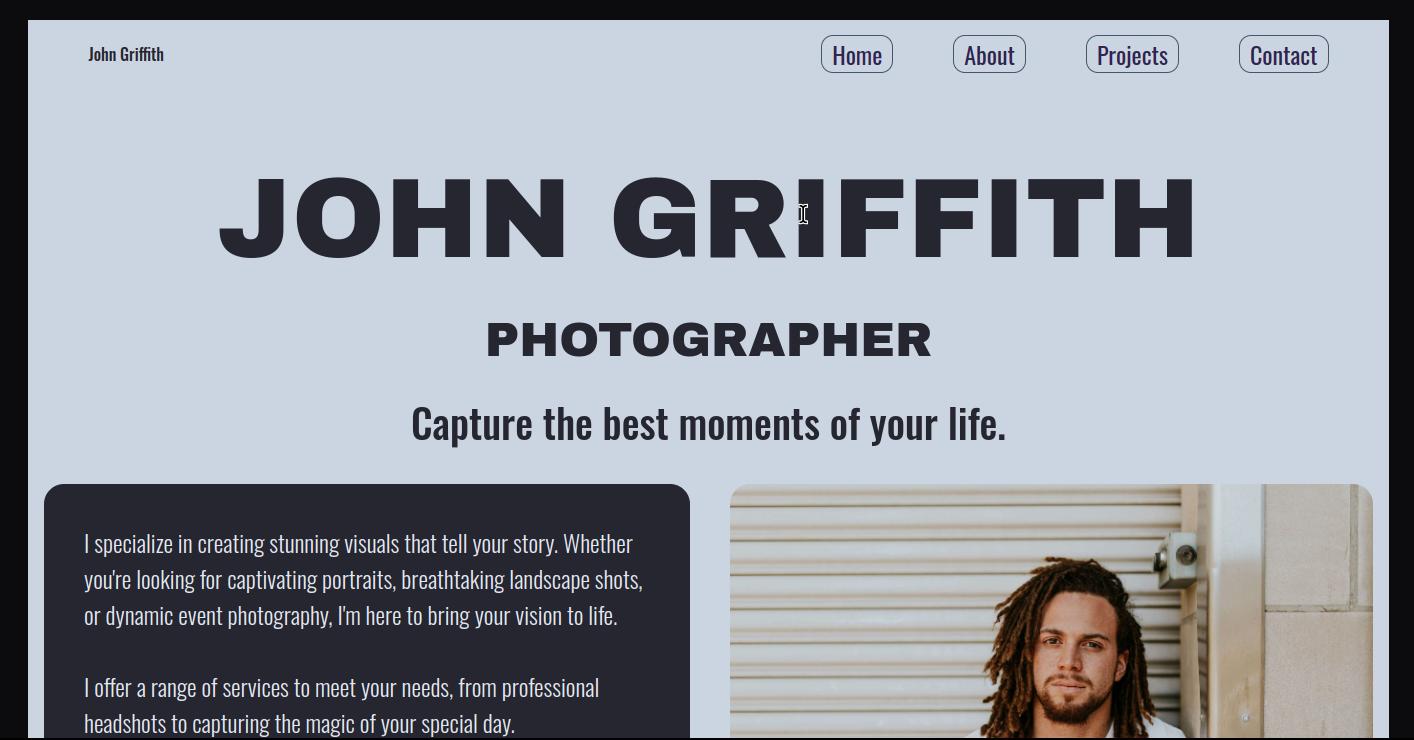 John Griffith
Home
About
Projects
Contact
JOHN GRIFFITH
PHOTOGRAPHER
Capture the best moments of your life.
I specialize in creating stunning visuals that tell your story. Whether
you're looking for captivating portraits, breathtaking landscape shots,
or dynamic event photography, I'm here to bring your vision to life.
I offer a range of services to meet your needs, from professional
headshots to capturing the magic of your special day.